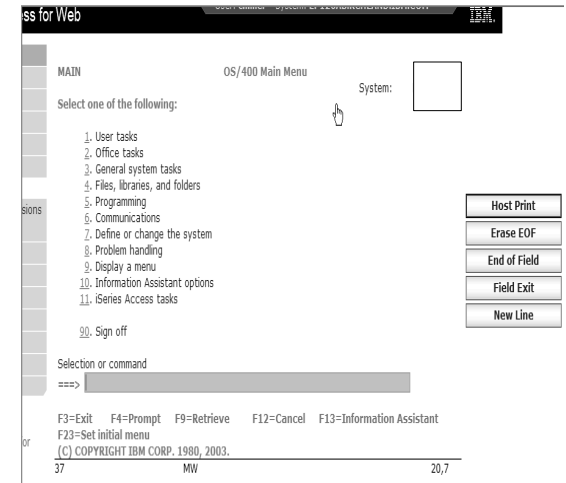 ss for Web
IBM.
MAIN OS/400 Main Menu
System:
Select one of the following:
1. User tasks
2. Office tasks
3. General system tasks
4. Files, libraries, and folders
5. Programming
6. Communications
7. Define or change the system
8. Problem handling
9. Display a menu
10. Information Assistant options
11. iSeries Access tasks
90. Sign off
Selection or command
===>
F3=Exit F4=Prompt F9=Retrieve F12=Cancel F13=Information Assistant
F23=Set initial menu
(C) COPYRIGHT IBM CORP. 1980, 2003.
37 MW 20,7
sions
or
Host Print
Erase EOF
End of Field
Field Exit
New Line